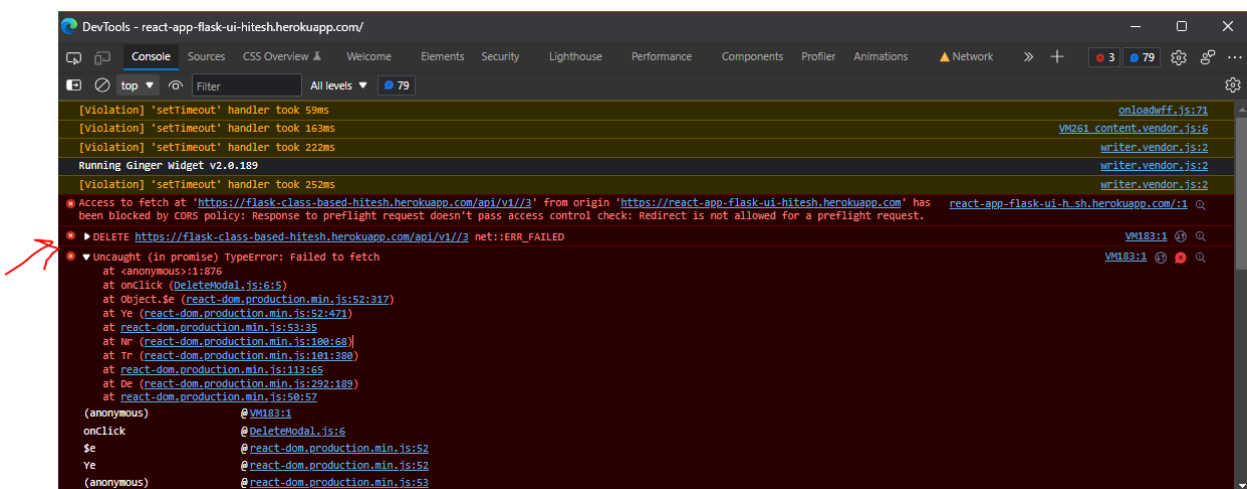 DevTools - react-app-flask-ui-hitesh.herokuapp.com/
Console Sources CSS Overview Welcome Elements Security Lighthouse Performance Components Profiler Animations Network 3 79
top Filter All levels 79
[Violation] 'setTimeout' handler took 59ms onloadwff.js:71
[Violation] 'setTimeout' handler took 163ms VM261 content.vendor.js:6
[Violation] 'setTimeout' handler took 222ms writer.vendor.js:2
Running Ginger Widget v2.0.189 writer.vendor.js:2
[Violation] 'setTimeout' handler took 252ms writer.vendor.js:2
Access to fetch at 'https://flask-class-based-hitesh.herokuapp.com/api/v1//3' from origin 'https://react-app-flask-ui-hitesh.herokuapp.com' has react-app-flask-ui-h…sh.herokuapp.com/:1
been blocked by CORS policy: Response to preflight request doesn't pass access control check: Redirect is not allowed for a preflight request.
DELETE https://flask-class-based-hitesh.herokuapp.com/api/v1//3 net::ERR_FAILED VM183:1
Uncaught (in promise) TypeError: Failed to fetch VM183:1
at <anonymous>:1:876
at onClick (DeleteModal.js:6:5)
at Object.$e (react-dom.production.min.js:52:317)
at Ye (react-dom.production.min.js:52:471)
at react-dom.production.min.js:53:35
at Nr (react-dom.production.min.js:100:68)
at Tr (react-dom.production.min.js:101:380)
at react-dom.production.min.js:113:65
at De (react-dom.production.min.js:292:189)
at react-dom.production.min.js:50:57
(anonymous) @ VM183:1
onClick @ DeleteModal.js:6
$e @ react-dom.production.min.js:52
Ye @ react-dom.production.min.js:52
(anonymous) @ react-dom.production.min.js:53